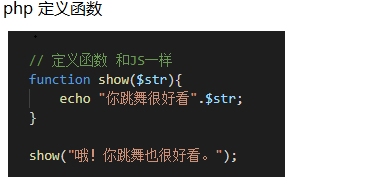 php 定义函数
// 定义函数 和JS一样
function show($str){
    echo "你跳舞很好看".$str;
}
show("哦! 你跳舞也很好看。");